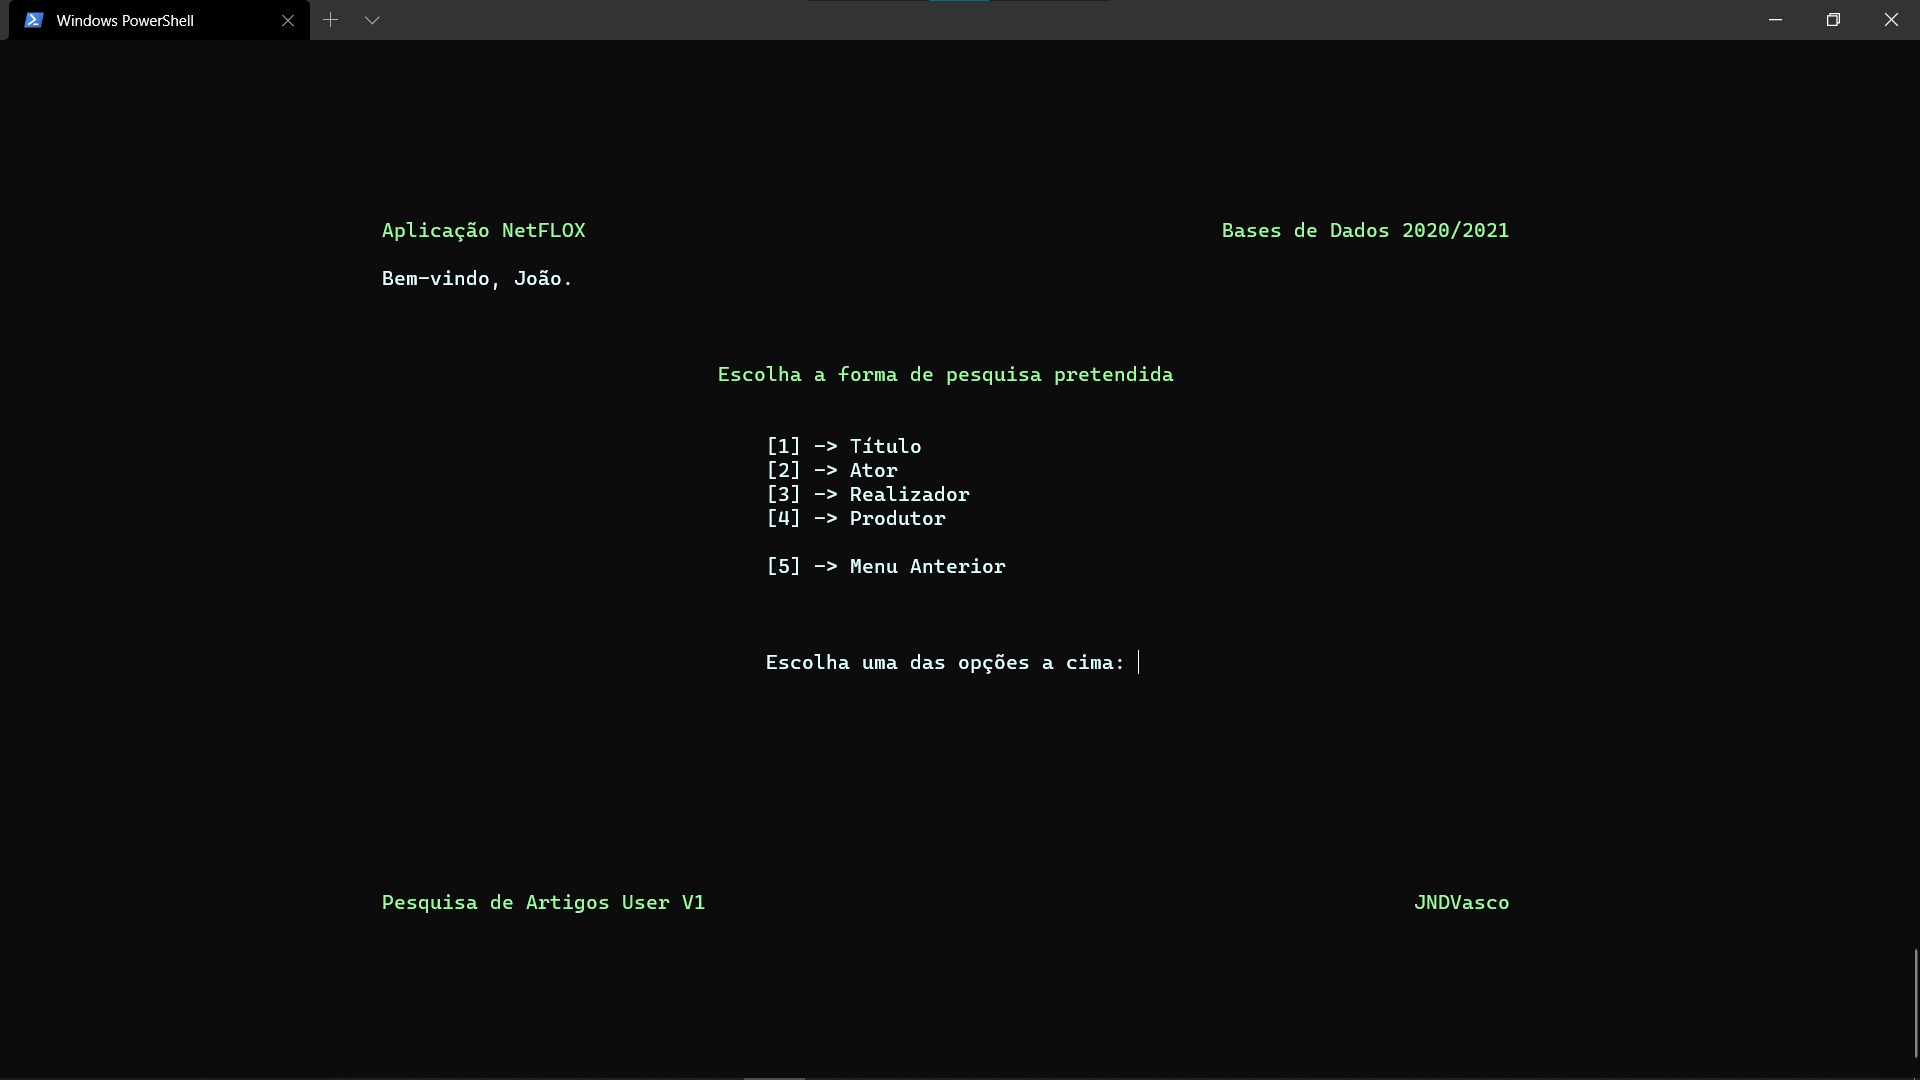 Windows PowerShell
Aplicação NetFLOX
Bases de Dados 2020/2021
Bem-vindo, João.
Escolha a forma de pesquisa pretendida
[1] -> Título
[2] -> Ator
[3] -> Realizador
[4] -> Produtor
[5] -> Menu Anterior
Escolha uma das opções a cima:
Pesquisa de Artigos User V1
JNDVasco